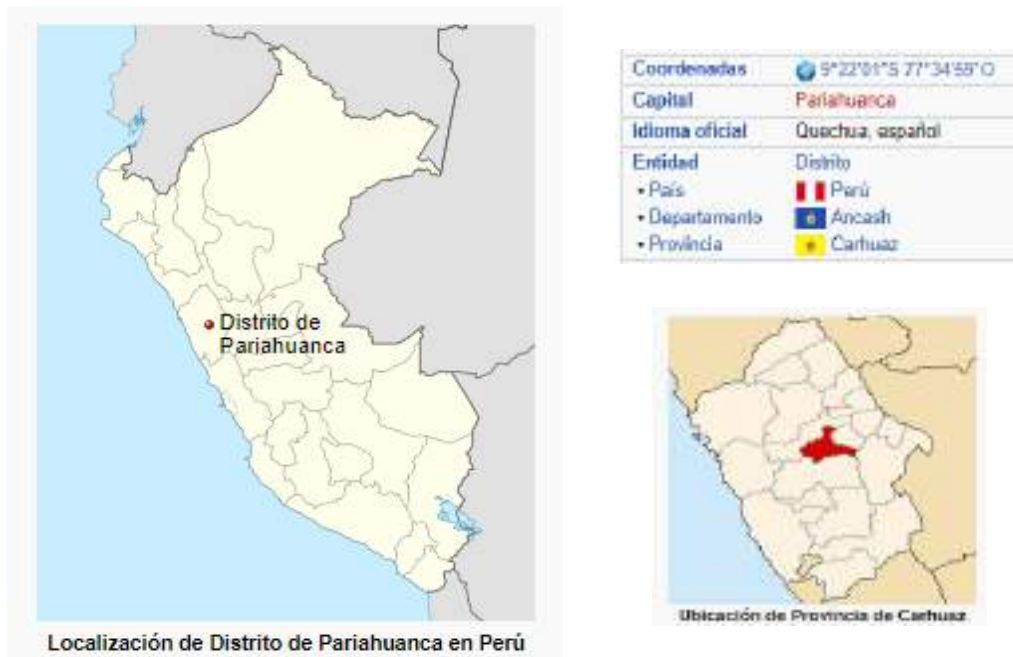 Distrito de
Pariahuanca
Localización de Distrito de Pariahuanca en Perú
Coordenadas 9°22'01"S 77°34'55"O
Capital Pariahuanca
Idioma oficial Quechua, español
Entidad Distrito
• País Perú
• Departamento Ancash
• Provincia Carhuaz
Ubicación de Provincia de Carhuaz